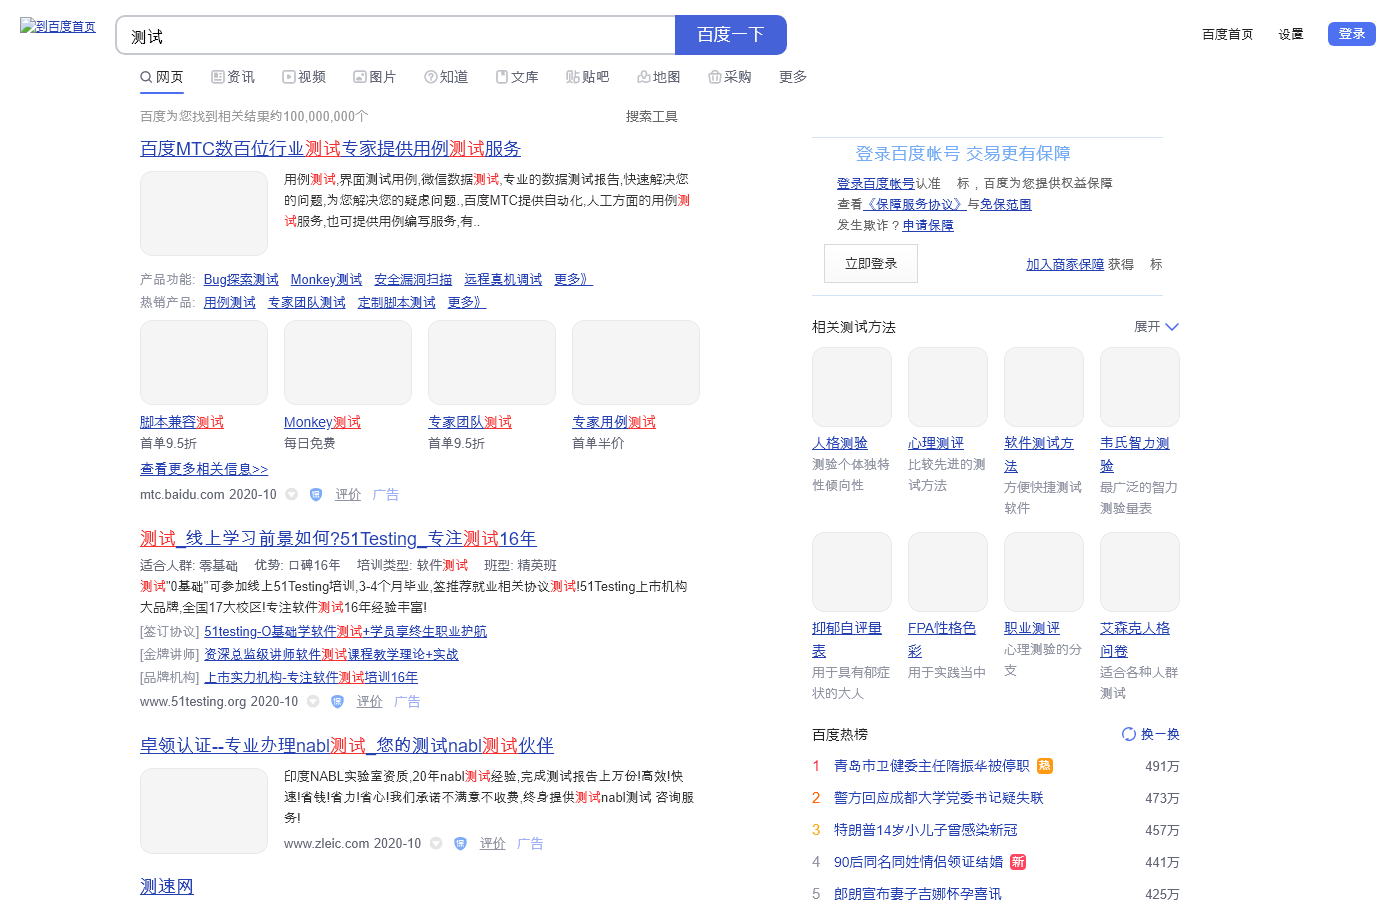 到百度首页
测试
百度一下
百度首页
设置
登录
网页
资讯
视频
图片
知道
文库
贴吧
地图
采购
更多
百度为您找到相关结果约100,000,000个
搜索工具
百度MTC数百位行业测试专家提供用例测试服务
用例测试,界面测试用例,微信数据测试,专业的数据测试报告,快速解决您
的问题,为您解决您的疑虑问题.,百度MTC提供自动化,人工方面的用例测
试服务,也可提供用例编写服务,有..
产品功能: Bug探索测试 Monkey测试 安全漏洞扫描 远程真机调试 更多》
热销产品: 用例测试 专家团队测试 定制脚本测试 更多》
脚本兼容测试
首单9.5折
Monkey测试
每日免费
专家团队测试
首单9.5折
专家用例测试
首单半价
查看更多相关信息>>
mtc.baidu.com 2020-10 保 评价 广告
测试_线上学习前景如何?51Testing_专注测试16年
适合人群: 零基础 优势: 口碑16年 培训类型: 软件测试 班型: 精英班
测试"0基础"可参加线上51Testing培训,3-4个月毕业,签推荐就业相关协议测试!51Testing上市机构
大品牌,全国17大校区!专注软件测试16年经验丰富!
[签订协议] 51testing-O基础学软件测试+学员享终生职业护航
[金牌讲师] 资深总监级讲师软件测试课程教学理论+实战
[品牌机构] 上市实力机构-专注软件测试培训16年
www.51testing.org 2020-10 保 评价 广告
卓领认证--专业办理nabl测试_您的测试nabl测试伙伴
印度NABL实验室资质,20年nabl测试经验,完成测试报告上万份!高效!快
速!省钱!省力!省心!我们承诺不满意不收费,终身提供测试nabl测试 咨询服
务!
www.zleic.com 2020-10 保 评价 广告
测速网
登录百度帐号 交易更有保障
登录百度帐号认准 标，百度为您提供权益保障
查看《保障服务协议》与免保范围
发生欺诈？申请保障
立即登录
加入商家保障 获得 标
相关测试方法
展开
人格测验
测验个体独特
性倾向性
心理测评
比较先进的测
试方法
软件测试方
法
方便快捷测试
软件
韦氏智力测
验
最广泛的智力
测验量表
抑郁自评量
表
用于具有郁症
状的大人
FPA性格色
彩
用于实践当中
职业测评
心理测验的分
支
艾森克人格
问卷
适合各种人群
测试
百度热榜
换一换
1 青岛市卫健委主任隋振华被停职 热 491万
2 警方回应成都大学党委书记疑失联 473万
3 特朗普14岁小儿子曾感染新冠 457万
4 90后同名同姓情侣领证结婚 新 441万
5 郎朗宣布妻子吉娜怀孕喜讯 425万